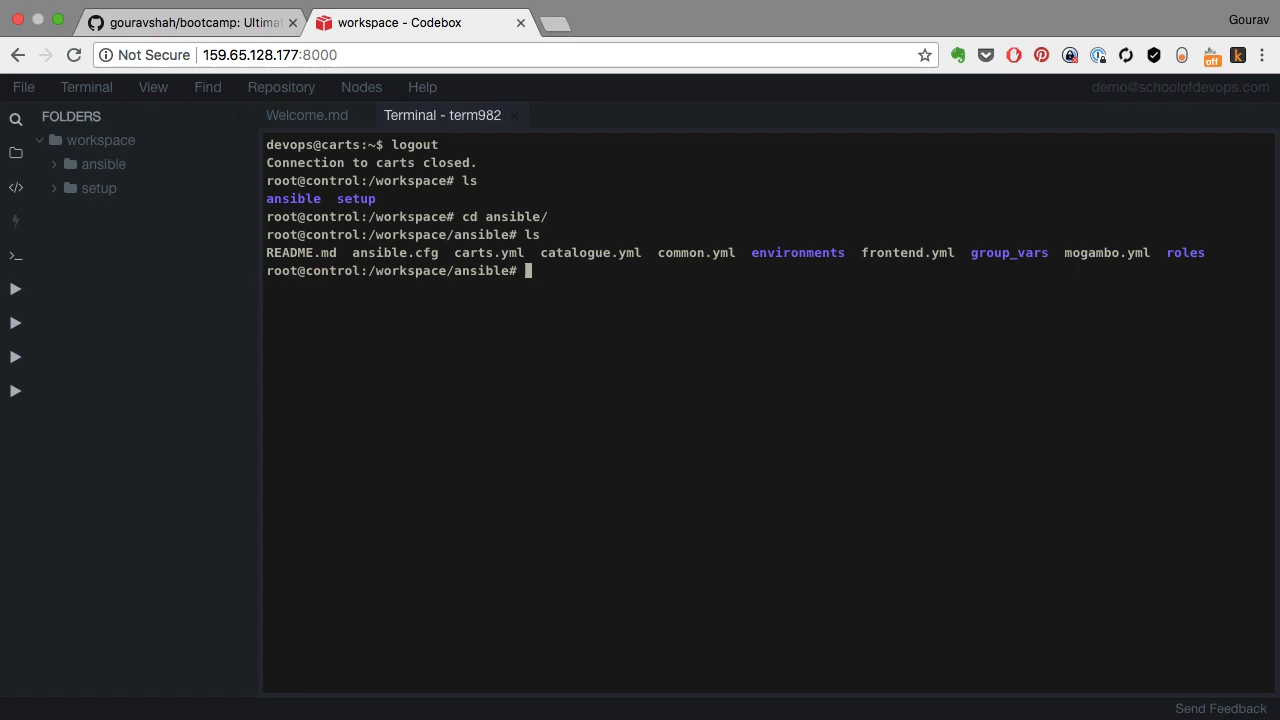 gouravshah/bootcamp: Ultimat
workspace - Codebox
Gourav
Not Secure 159.65.128.177:8000
off
k
File Terminal View Find Repository Nodes Help demo@schoolofdevops.com
FOLDERS
workspace
ansible
setup
Welcome.md
Terminal - term982
devops@carts:~$ logout
Connection to carts closed.
root@control:/workspace# ls
ansible setup
root@control:/workspace# cd ansible/
root@control:/workspace/ansible# ls
README.md ansible.cfg carts.yml catalogue.yml common.yml environments frontend.yml group_vars mogambo.yml roles
root@control:/workspace/ansible#
Send Feedback